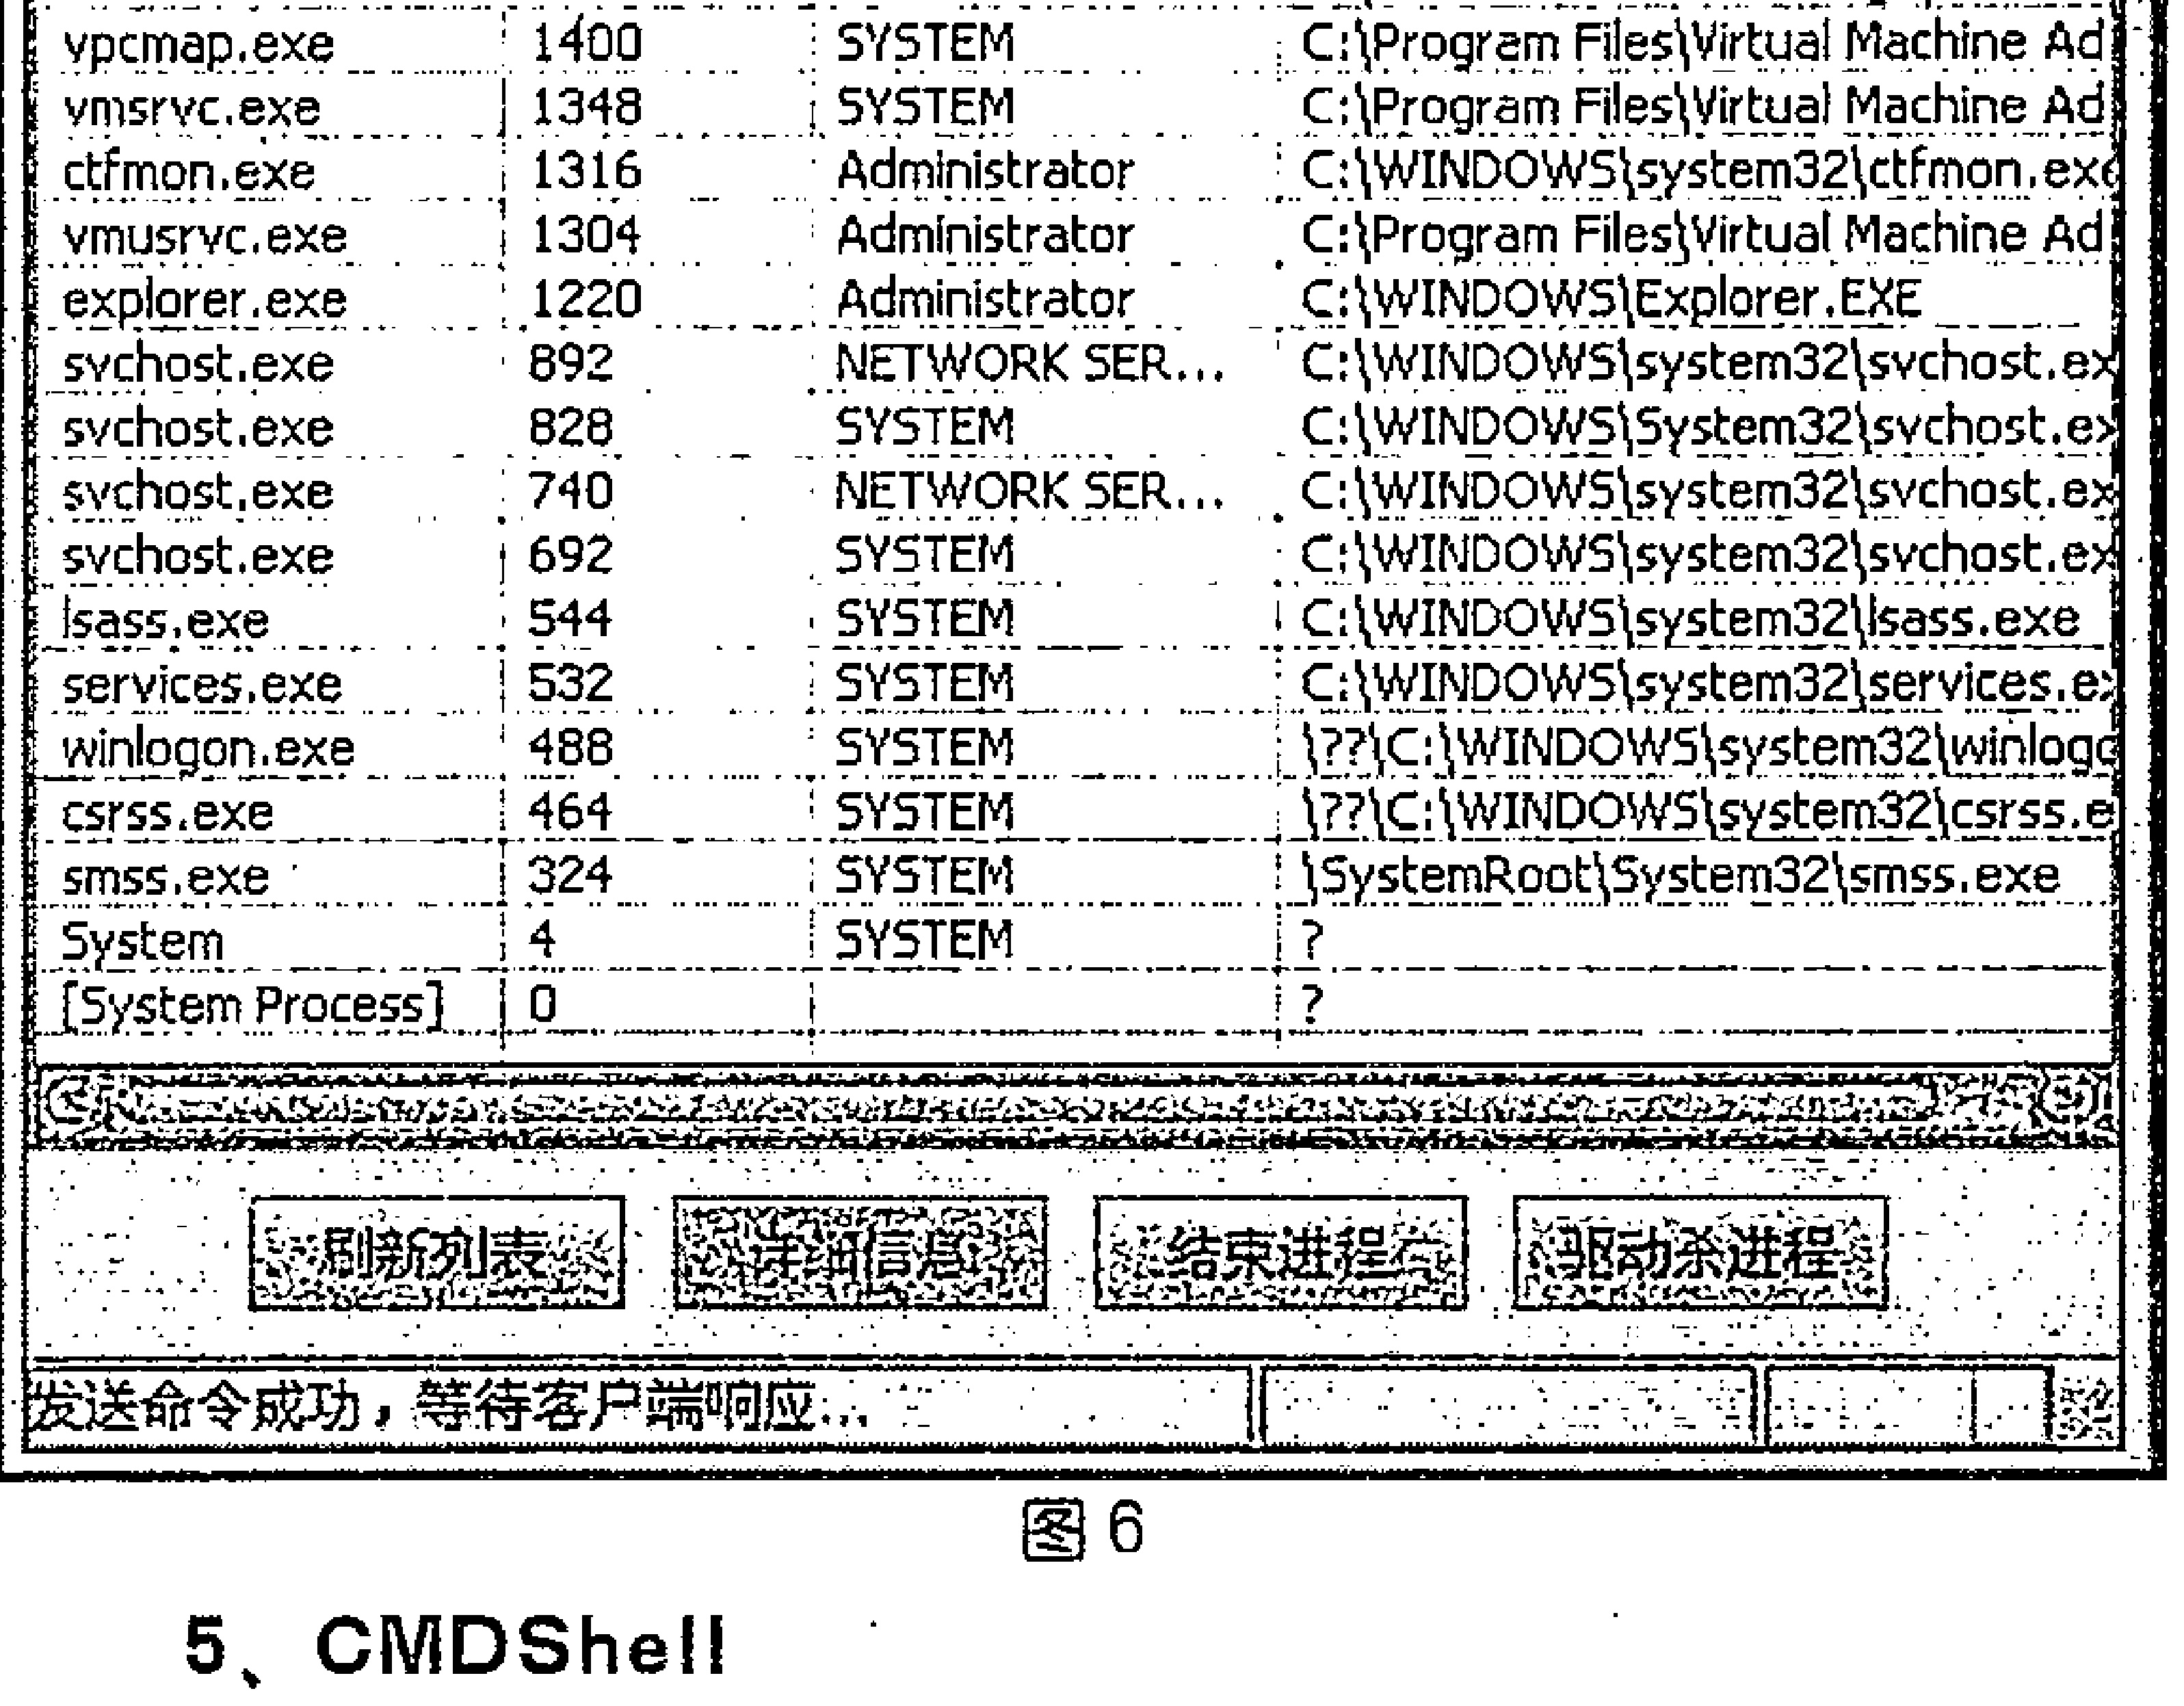 vpcmap.exe 1400 SYSTEM C:\Program Files\Virtual Machine Ad
vmsrvc.exe 1348 SYSTEM C:\Program Files\Virtual Machine Ad
ctfmon.exe 1316 Administrator C:\WINDOWS\system32\ctfmon.exe
vmusrvc.exe 1304 Administrator C:\Program Files\Virtual Machine Ad
explorer.exe 1220 Administrator C:\WINDOWS\Explorer.EXE
svchost.exe 892 NETWORK SER... C:\WINDOWS\system32\svchost.ex
svchost.exe 828 SYSTEM C:\WINDOWS\System32\svchost.ex
svchost.exe 740 NETWORK SER... C:\WINDOWS\system32\svchost.ex
svchost.exe 692 SYSTEM C:\WINDOWS\system32\svchost.ex
lsass.exe 544 SYSTEM C:\WINDOWS\system32\lsass.exe
services.exe 532 SYSTEM C:\WINDOWS\system32\services.ex
winlogon.exe 488 SYSTEM \??\C:\WINDOWS\system32\winlogo
csrss.exe 464 SYSTEM \??\C:\WINDOWS\system32\csrss.e
smss.exe 324 SYSTEM \SystemRoot\System32\smss.exe
System 4 SYSTEM ?
[System Process] 0 ?
刷新列表 详细信息 结束进程 驱动杀进程
发送命令成功，等待客户端响应...
图 6
5、CMDShell